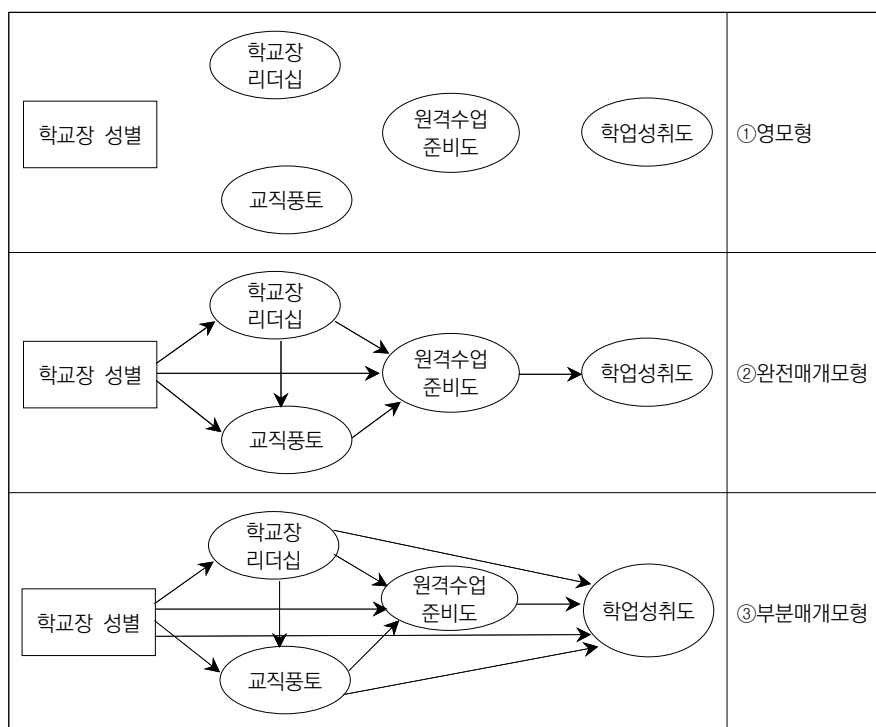 학교장
리더십
학교장 성별
원격수업
준비도
학업성취도
교직풍토
①영모형
학교장
리더십
학교장 성별
원격수업
준비도
학업성취도
교직풍토
②완전매개모형
학교장
리더십
학교장 성별
원격수업
준비도
학업성취도
교직풍토
③부분매개모형